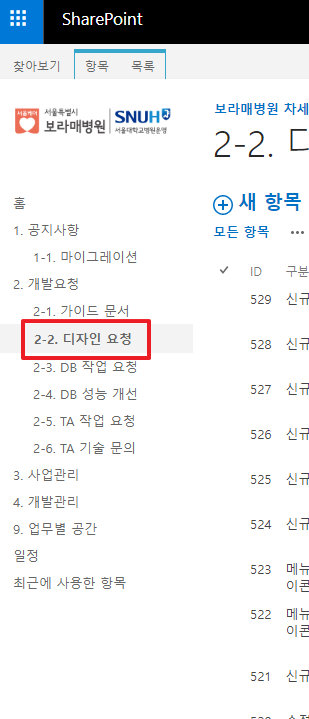 SharePoint
찾아보기 항목 목록
서울케어 서울특별시 보라매병원 SNUH 서울대학교병원운영
보라매병원 차세
2-2. 디
새 항목
모든 항목 ···
홈
1. 공지사항
1-1. 마이그레이션
2. 개발요청
2-1. 가이드 문서
2-2. 디자인 요청
2-3. DB 작업 요청
2-4. DB 성능 개선
2-5. TA 작업 요청
2-6. TA 기술 문의
3. 사업관리
4. 개발관리
9. 업무별 공간
일정
최근에 사용한 항목
ID 구분
529 신규
528 신규
527 신규
526 신규
525 신규
524 신규
523 메뉴
이콘
522 메뉴
이콘
521 신규